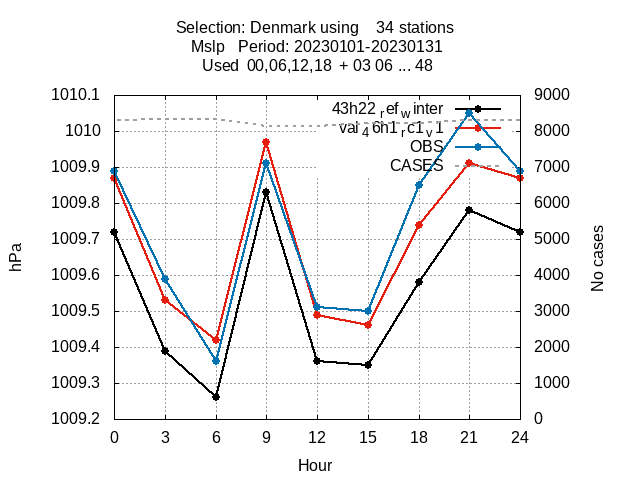 Selection: Denmark using 34 stations
Mslp Period: 20230101-20230131
Used 00,06,12,18 + 03 06 ... 48
1010.1
1010
1009.9
1009.8
1009.7
1009.6
1009.5
1009.4
1009.3
1009.2
hPa
43h22_ref_winter
val_46h1_rc1_v1
OBS
CASES
9000
8000
7000
6000
5000
4000
3000
2000
1000
0
No cases
0 3 6 9 12 15 18 21 24
Hour